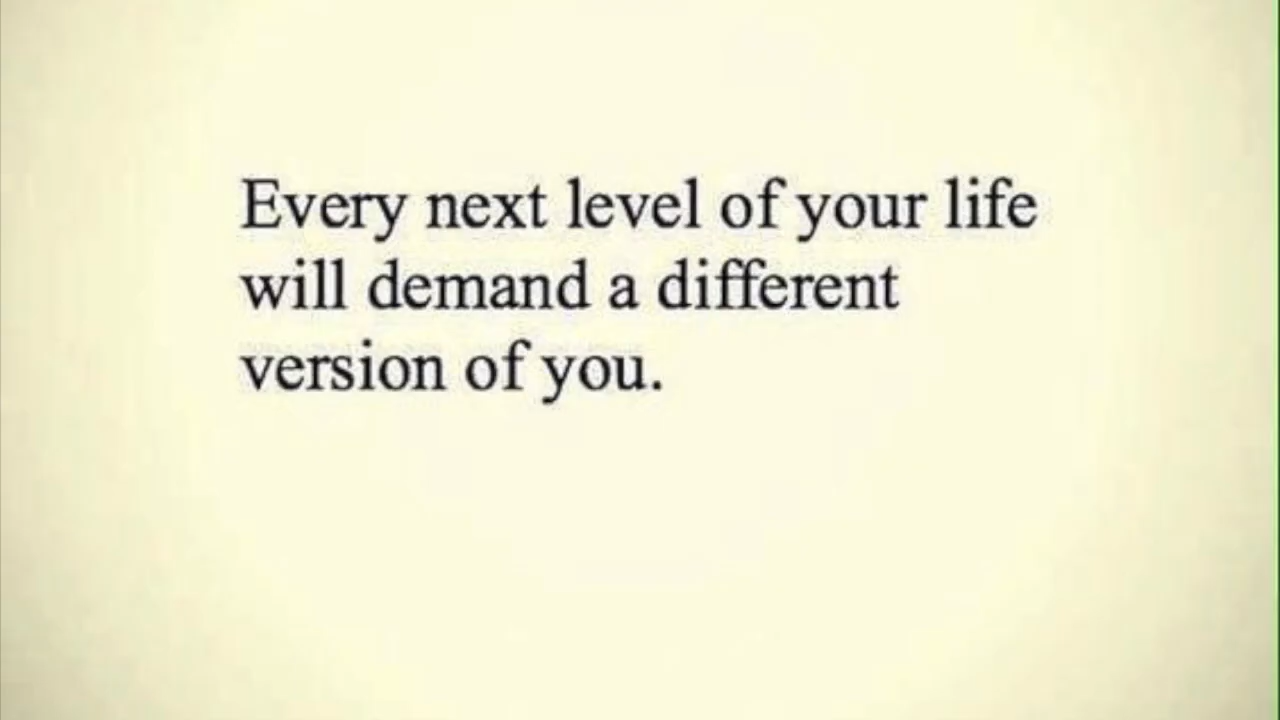 Every next level of your life
will demand a different
version of you.